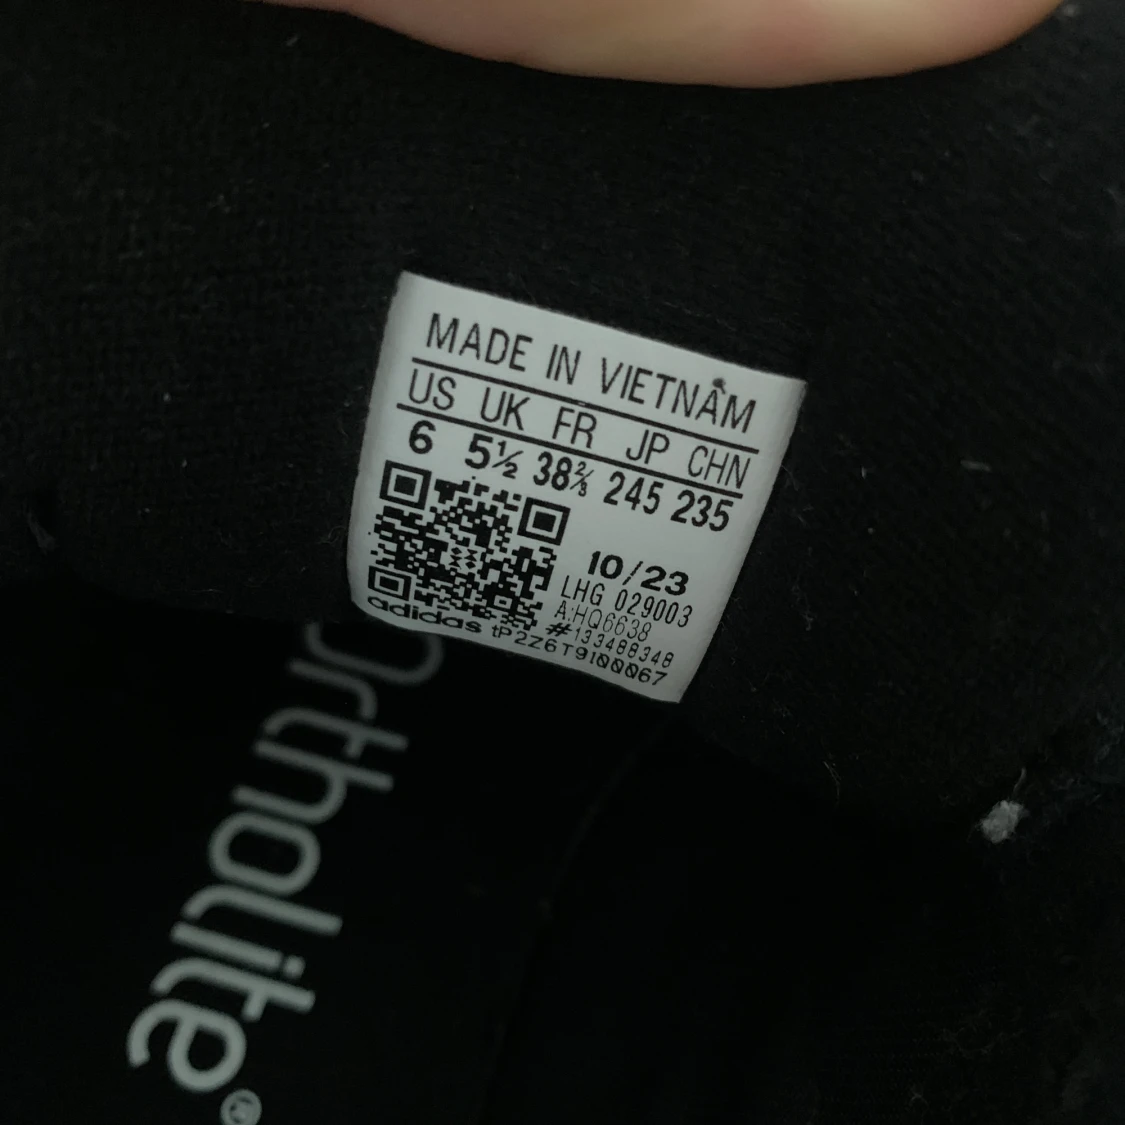 MADE IN VIETNAM
US UK FR JP CHN
6 5½ 38⅔ 245 235
10/23
LHG 029003
A:HQ6638
#133488348
adidas tP2Z6T9100067
Ortholite®